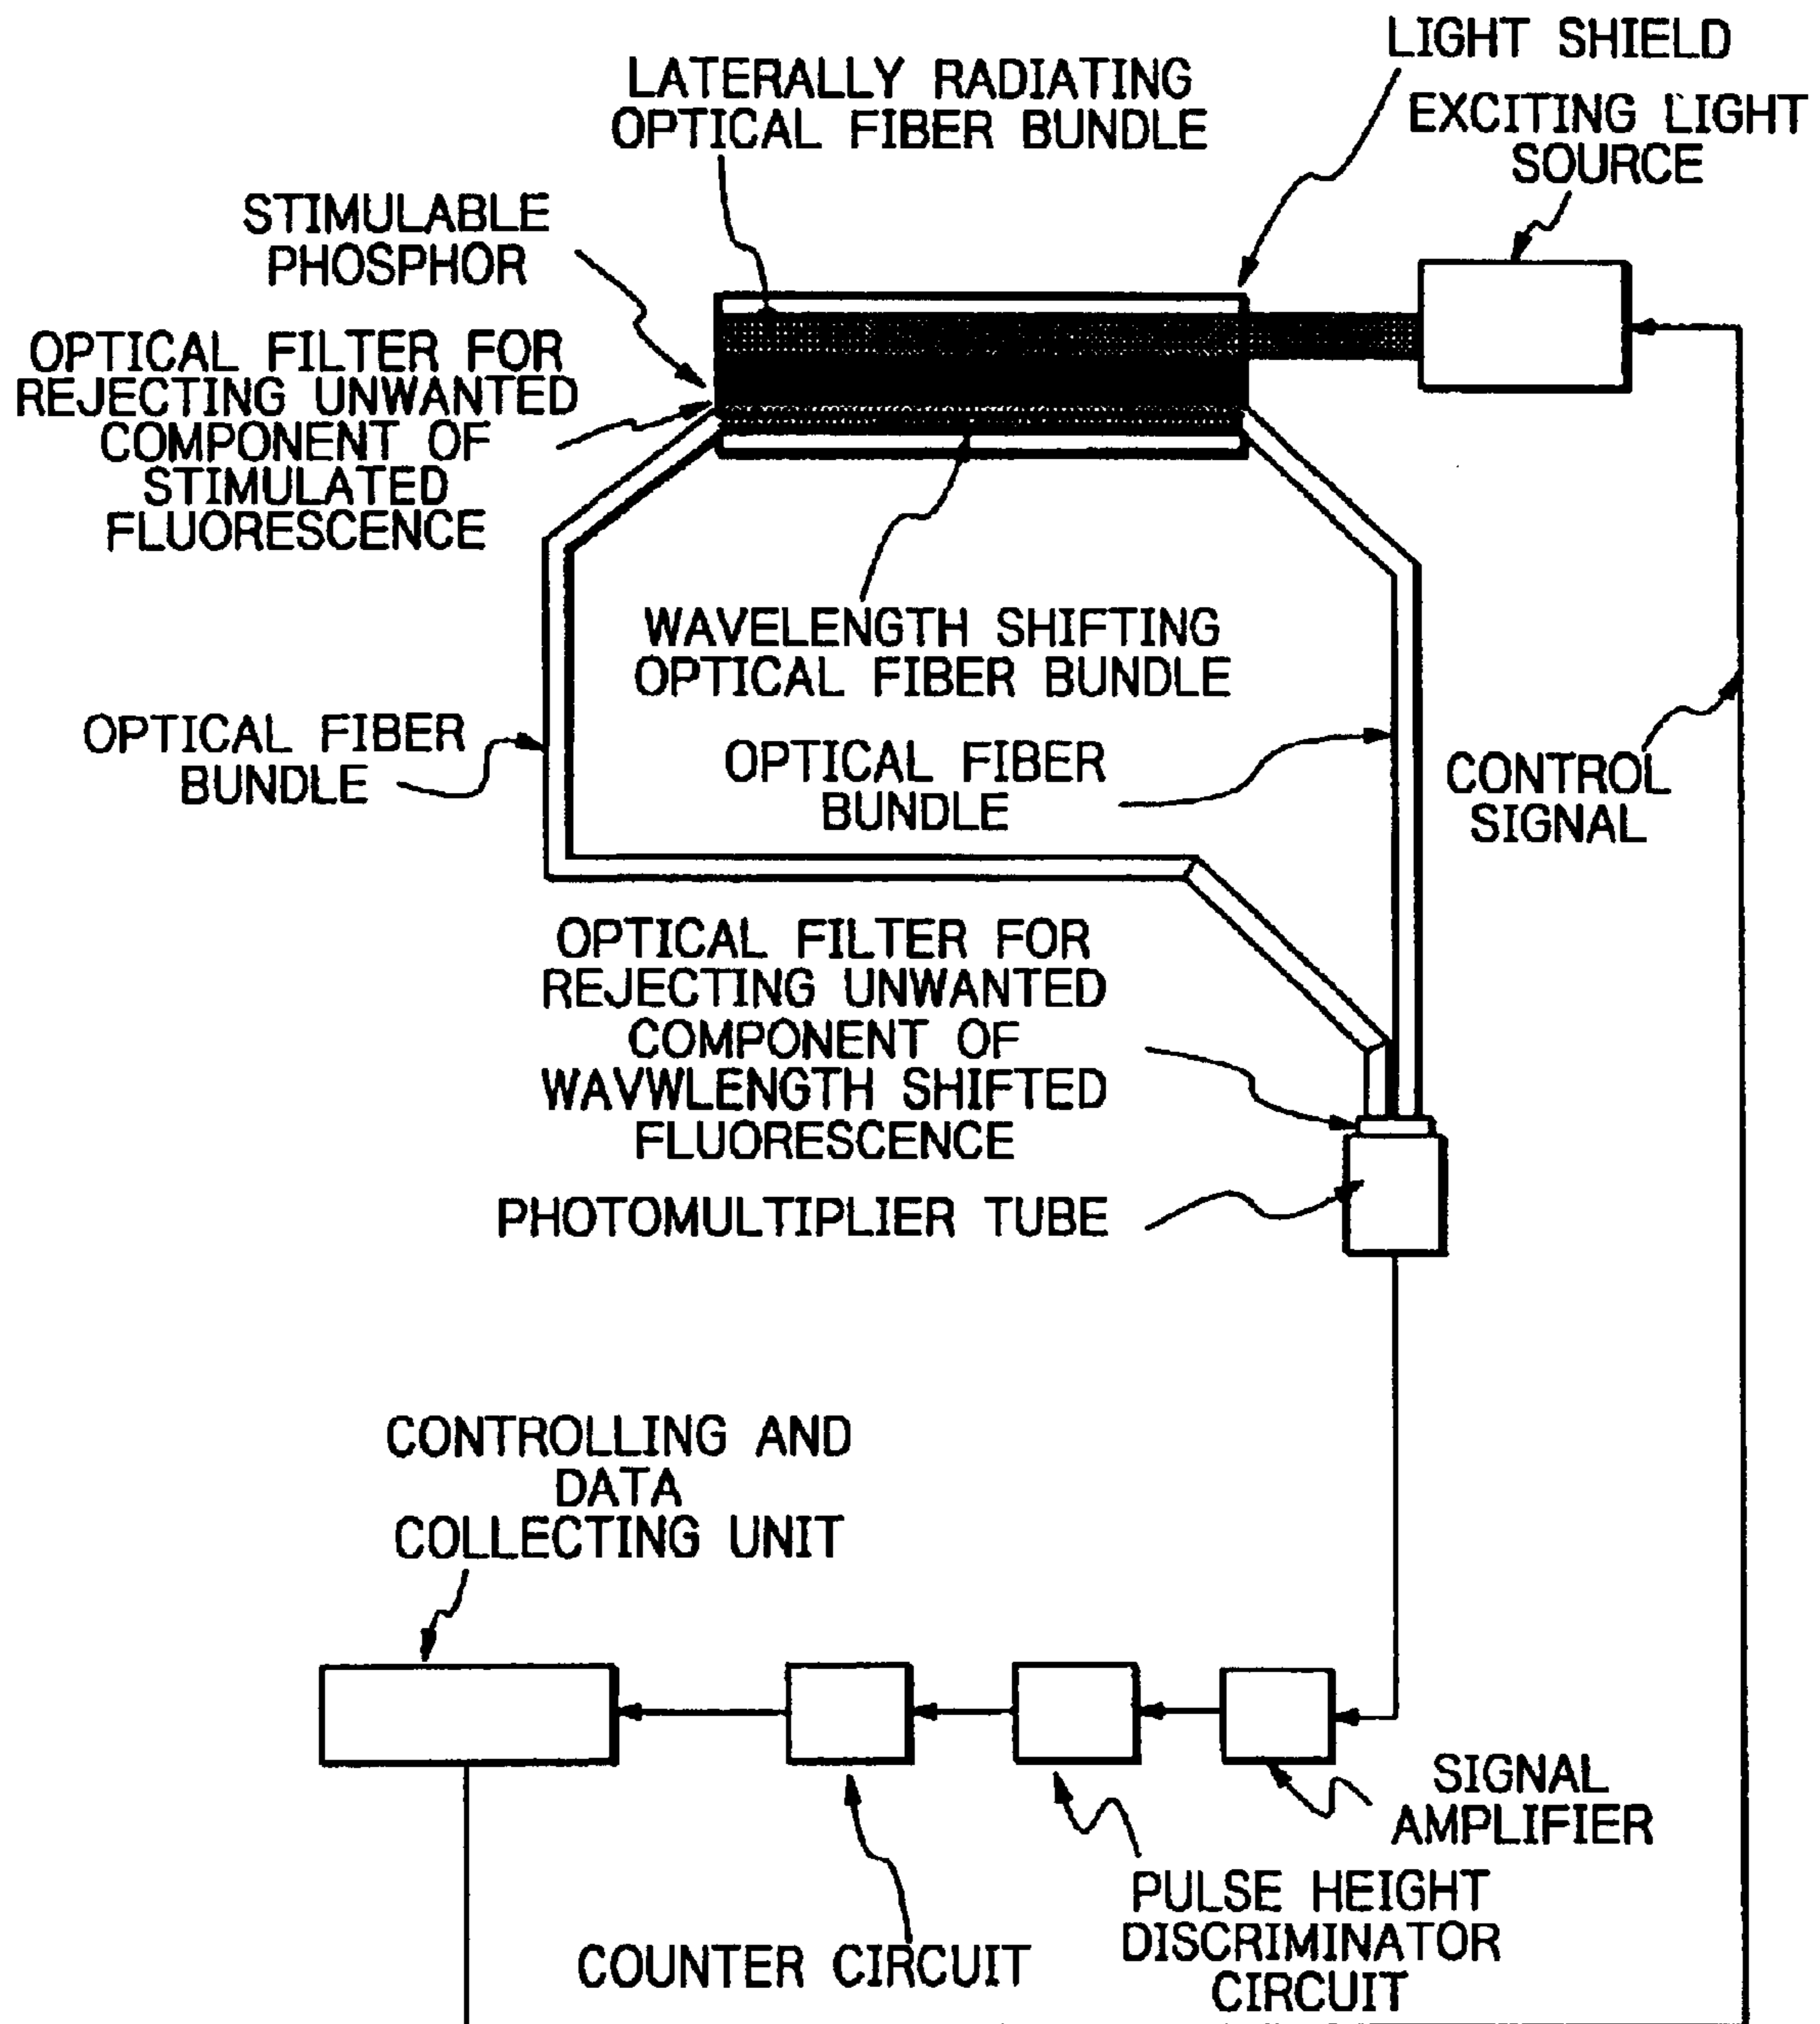 LIGHT SHIELD
LATERALLY RADIATING
OPTICAL FIBER BUNDLE
EXCITING LIGHT
SOURCE
STIMULABLE
PHOSPHOR
OPTICAL FILTER FOR
REJECTING UNWANTED
COMPONENT OF
STIMULATED
FLUORESCENCE
WAVELENGTH SHIFTING
OPTICAL FIBER BUNDLE
OPTICAL FIBER
BUNDLE
OPTICAL FIBER
BUNDLE
CONTROL
SIGNAL
OPTICAL FILTER FOR
REJECTING UNWANTED
COMPONENT OF
WAVWLENGTH SHIFTED
FLUORESCENCE
PHOTOMULTIPLIER TUBE
CONTROLLING AND
DATA
COLLECTING UNIT
SIGNAL
AMPLIFIER
PULSE HEIGHT
DISCRIMINATOR
CIRCUIT
COUNTER CIRCUIT